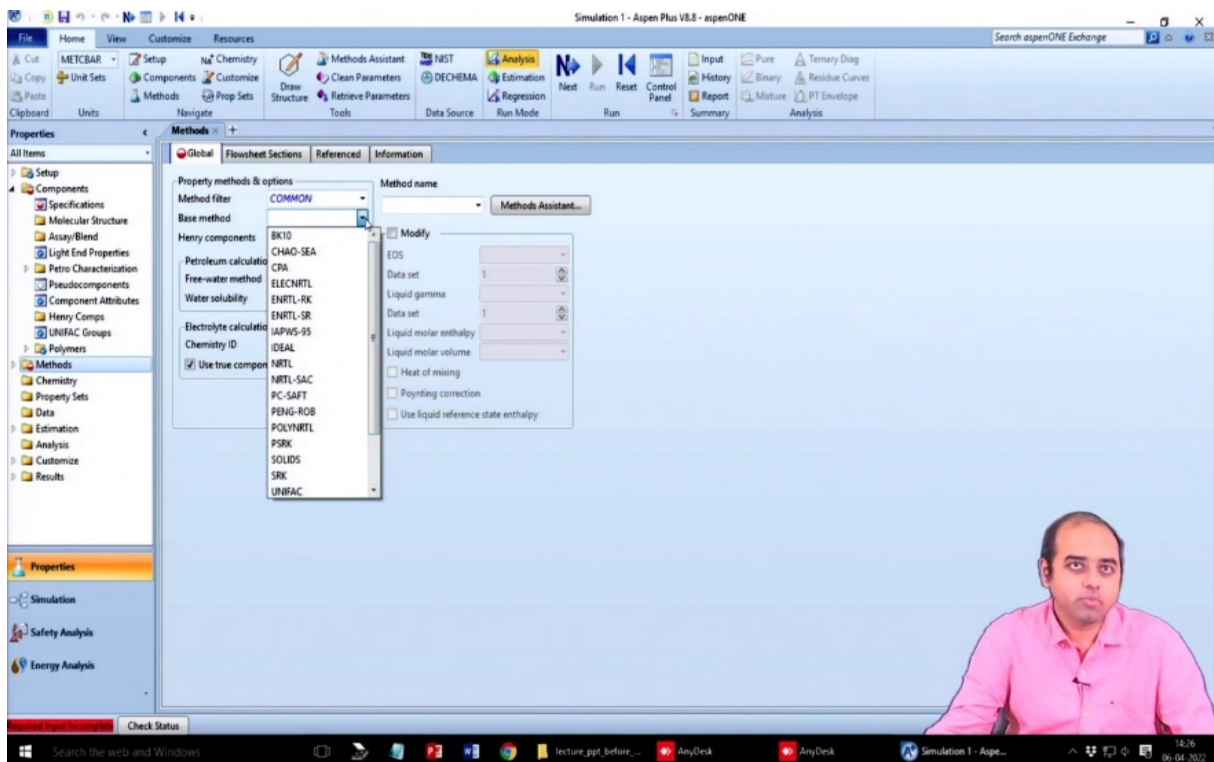 Simulation 1 - Aspen Plus V8.8 - aspenONE
File Home View Customize Resources
Search aspenONE Exchange
Cut METCBAR Setup Na+ Chemistry Methods Assistant NIST Analysis Input Pure Ternary Diag
Copy Unit Sets Components Customize Clean Parameters DECHEMA Estimation History Binary Residue Curves
Paste Methods Prop Sets Draw Structure Retrieve Parameters Regression Next Run Reset Control Panel Report Mixture PT Envelope
Clipboard Units Navigate Tools Data Source Run Mode Run Summary Analysis
Properties
All Items
Setup
Components
Specifications
Molecular Structure
Assay/Blend
Light End Properties
Petro Characterization
Pseudocomponents
Component Attributes
Henry Comps
UNIFAC Groups
Polymers
Methods
Chemistry
Property Sets
Data
Estimation
Analysis
Customize
Results
Properties
Simulation
Safety Analysis
Energy Analysis
Methods
Global Flowsheet Sections Referenced Information
Property methods & options
Method filter COMMON
Base method
Henry components
Petroleum calculatio
Free-water method
Water solubility
Electrolyte calculatio
Chemistry ID
Use true compon
BK10
CHAO-SEA
CPA
ELECNRTL
ENRTL-RK
ENRTL-SR
IAPWS-95
IDEAL
NRTL
NRTL-SAC
PC-SAFT
PENG-ROB
POLYNRTL
PSRK
SOLIDS
SRK
UNIFAC
Method name
Methods Assistant...
Modify
EOS
Data set 1
Liquid gamma
Data set 1
Liquid molar enthalpy
Liquid molar volume
Heat of mixing
Poynting correction
Use liquid reference state enthalpy
Required Input Incomplete Check Status
Search the web and Windows
lecture_ppt_before_...
AnyDesk
AnyDesk
Simulation 1 - Aspe...
14:26
06-04-2022